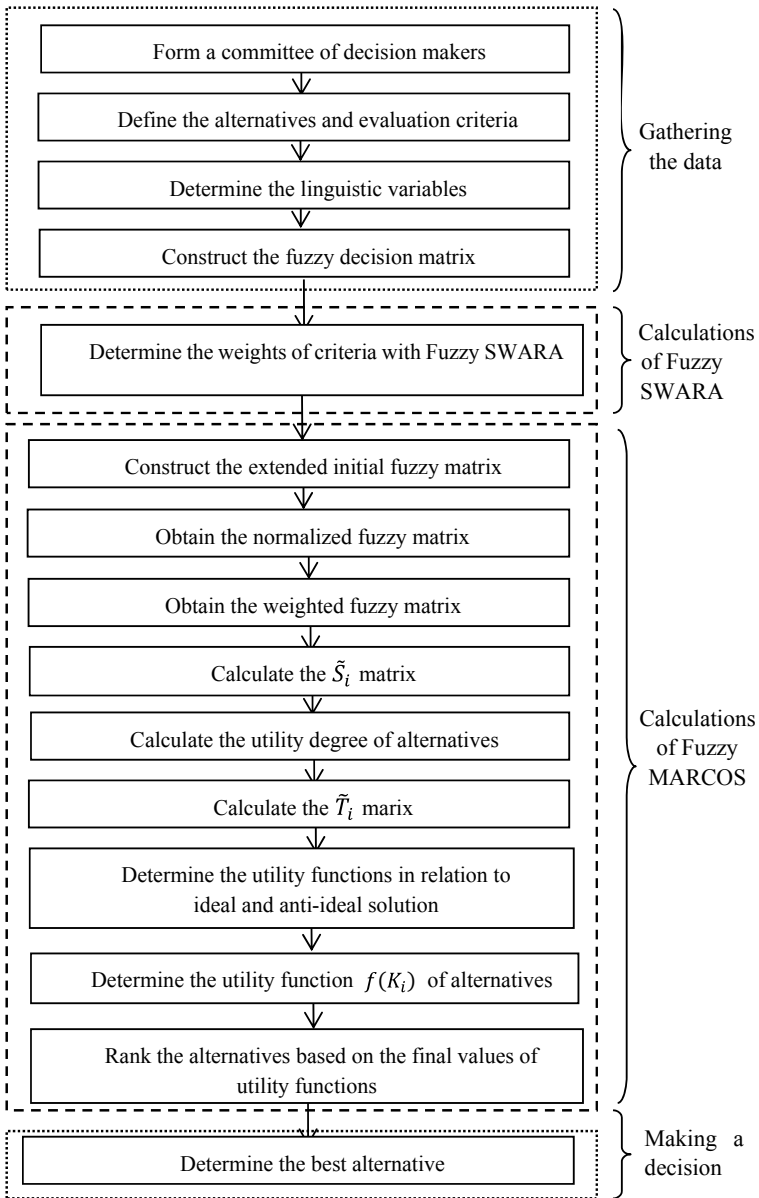 Form a committee of decision makers
Define the alternatives and evaluation criteria
Determine the linguistic variables
Construct the fuzzy decision matrix
Gathering
the data
Determine the weights of criteria with Fuzzy SWARA
Calculations
of Fuzzy
SWARA
Construct the extended initial fuzzy matrix
Obtain the normalized fuzzy matrix
Obtain the weighted fuzzy matrix
Calculate the S̃ᵢ matrix
Calculate the utility degree of alternatives
Calculate the T̃ᵢ marix
Determine the utility functions in relation to
ideal and anti-ideal solution
Determine the utility function f(Kᵢ) of alternatives
Rank the alternatives based on the final values of
utility functions
Calculations
of Fuzzy
MARCOS
Determine the best alternative
Making a
decision